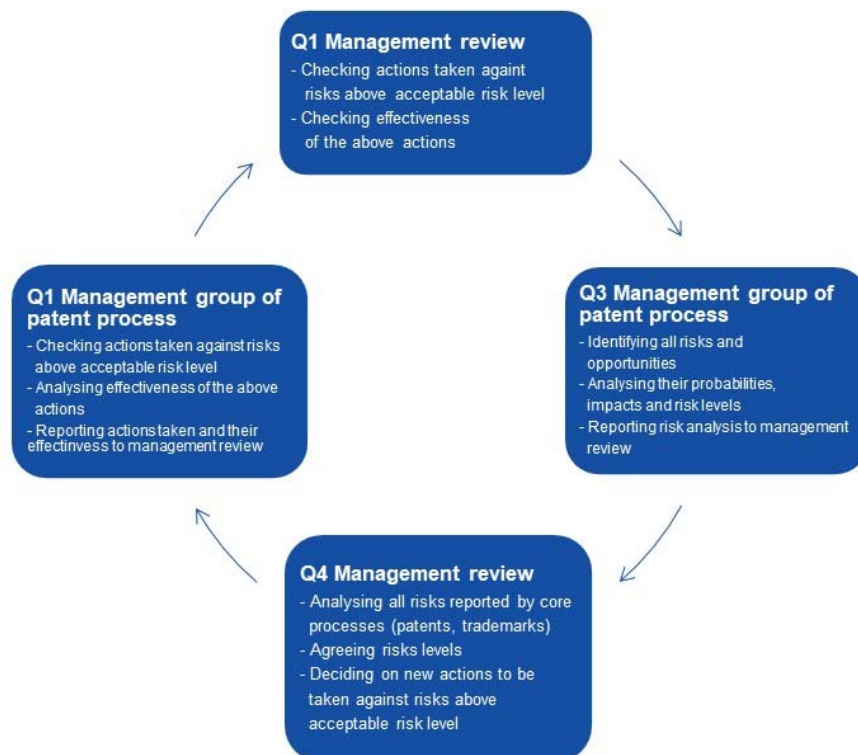 Q1 Management review
- Checking actions taken againt
risks above acceptable risk level
- Checking effectiveness
of the above actions
Q3 Management group of
patent process
- Identifying all risks and
opportunities
- Analysing their probabilities,
impacts and risk levels
- Reporting risk analysis to management
review
Q4 Management review
- Analysing all risks reported by core
processes (patents, trademarks)
- Agreeing risks levels
- Deciding on new actions to be
taken against risks above
acceptable risk level
Q1 Management group of
patent process
- Checking actions taken against risks
above acceptable risk level
- Analysing effectiveness of the above
actions
- Reporting actions taken and their
effectinvess to management review